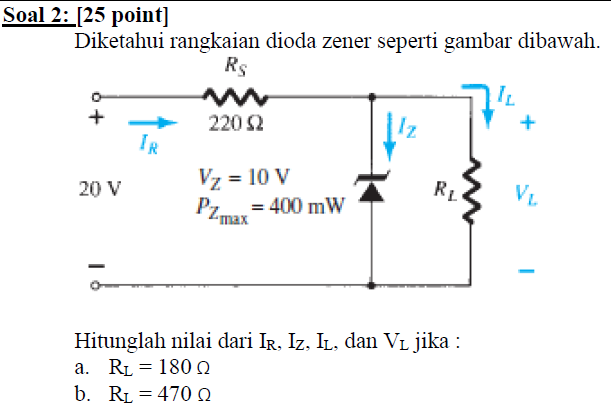 Soal 2: [25 point]
Diketahui rangkaian dioda zener seperti gambar dibawah.
RS
IL
+
220 Ω
IZ
+
IR
VZ = 10 V
20 V
RL
VL
PZmax = 400 mW
Hitunglah nilai dari IR, IZ, IL, dan VL jika :
a. RL = 180 Ω
b. RL = 470 Ω